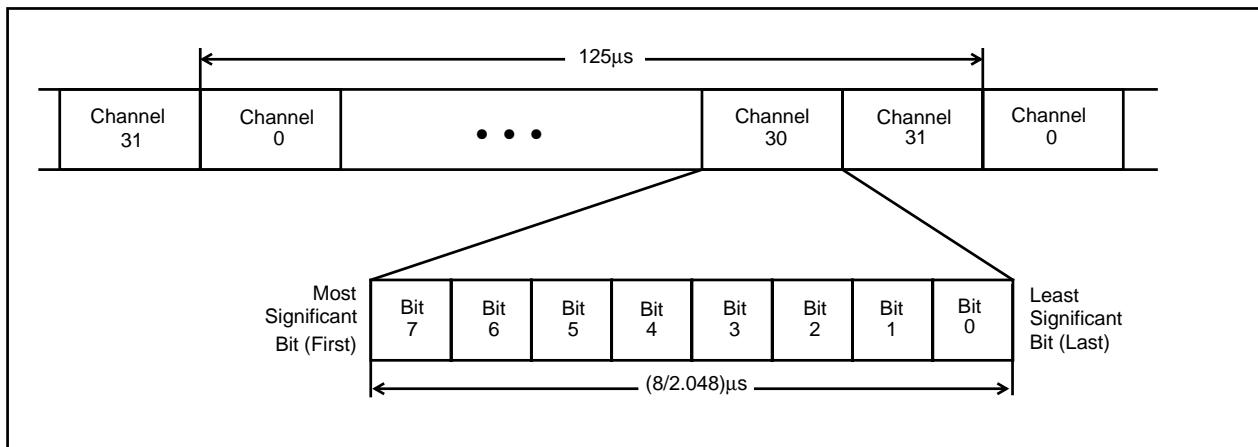 125µs
Channel
31
Channel
0
• • •
Channel
30
Channel
31
Channel
0
Most
Significant
Bit (First)
Bit
7
Bit
6
Bit
5
Bit
4
Bit
3
Bit
2
Bit
1
Bit
0
Least
Significant
Bit (Last)
(8/2.048)µs